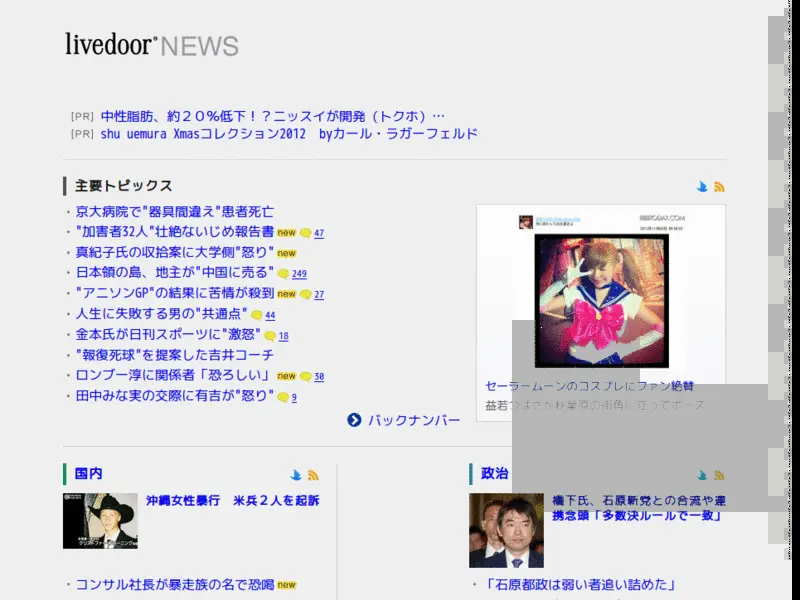 livedoor NEWS
[PR] 中性脂肪、約２０％低下！？ニッスイが開発（トクホ）…
[PR] shu uemura Xmasコレクション2012 byカール・ラガーフェルド
主要トピックス
・京大病院で"器具間違え"患者死亡
・"加害者32人"壮絶ないじめ報告書 new 47
・真紀子氏の収拾案に大学側"怒り" new
・日本領の島、地主が"中国に売る" 249
・"アニソンGP"の結果に苦情が殺到 new 27
・人生に失敗する男の"共通点" 44
・金本氏が日刊スポーツに"激怒" 18
・"報復死球"を提案した吉井コーチ
・ロンブー淳に関係者「恐ろしい」 new 30
・田中みな実の交際に有吉が"怒り" 9
バックナンバー
セーラームーンのコスプレにファン絶賛
益若つばさが秋葉原の街角に立ってポーズ
国内
沖縄女性暴行　米兵２人を起訴
・コンサル社長が暴走族の名で恐喝 new
政治
橋下氏、石原新党との合流や連
携念頭「多数決ルールで一致」
・「石原都政は弱い者追い詰めた」